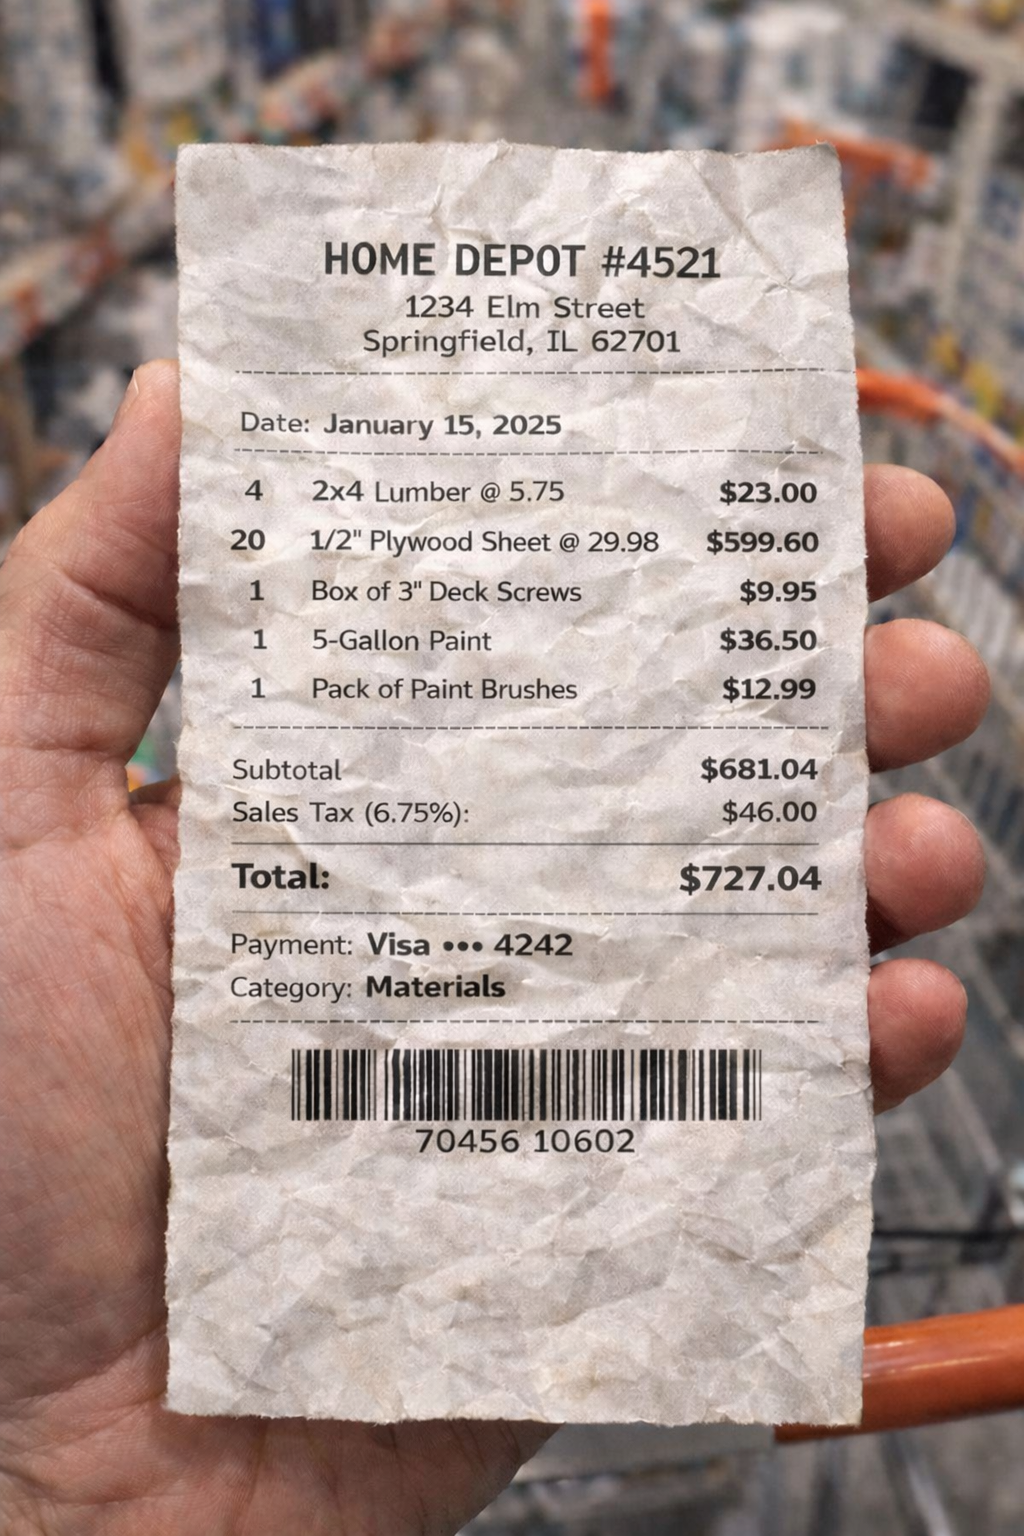 HOME DEPOT #4521
1234 Elm Street
Springfield, IL 62701
Date: January 15, 2025
4 2x4 Lumber @ 5.75 $23.00
20 1/2" Plywood Sheet @ 29.98 $599.60
1 Box of 3" Deck Screws $9.95
1 5-Gallon Paint $36.50
1 Pack of Paint Brushes $12.99
Subtotal $681.04
Sales Tax (6.75%): $46.00
Total: $727.04
Payment: Visa ••• 4242
Category: Materials
70456 10602